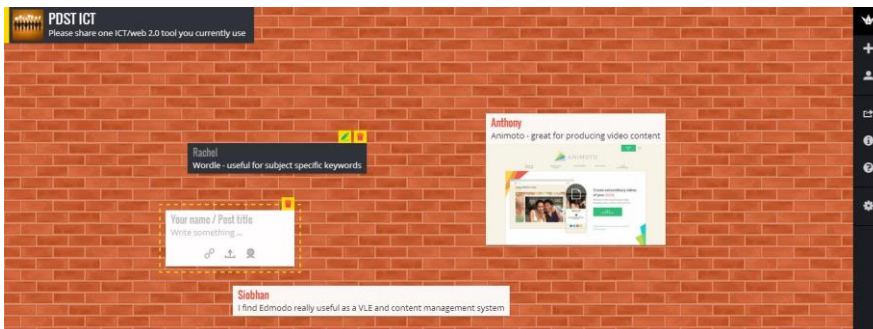 PDST ICT
Please share one ICT/web 2.0 tool you currently use
Anthony
Animoto - great for producing video content
ANIMOTO
Rachel
Wordle - useful for subject specific keywords
Your name / Post title
Write something ...
Siobhan
I find Edmodo really useful as a VLE and content management system